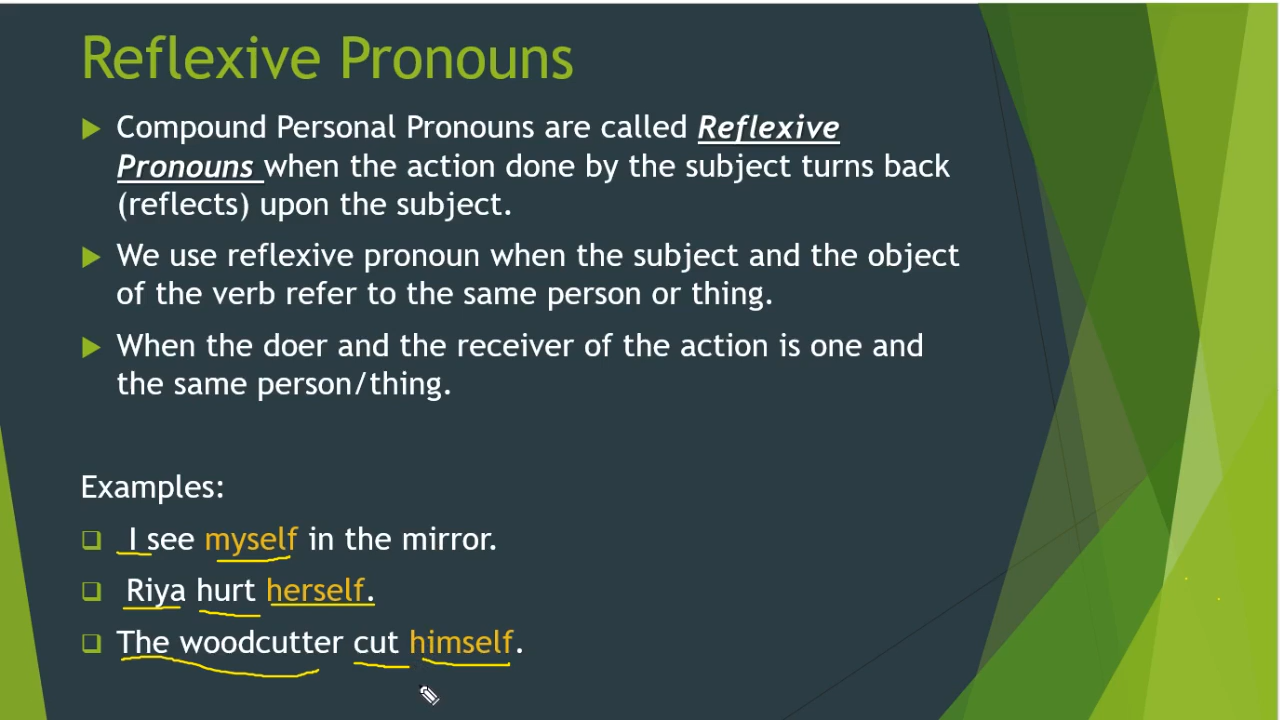 Reflexive Pronouns
Compound Personal Pronouns are called Reflexive
Pronouns when the action done by the subject turns back
(reflects) upon the subject.
We use reflexive pronoun when the subject and the object
of the verb refer to the same person or thing.
When the doer and the receiver of the action is one and
the same person/thing.
Examples:
I see myself in the mirror.
Riya hurt herself.
The woodcutter cut himself.